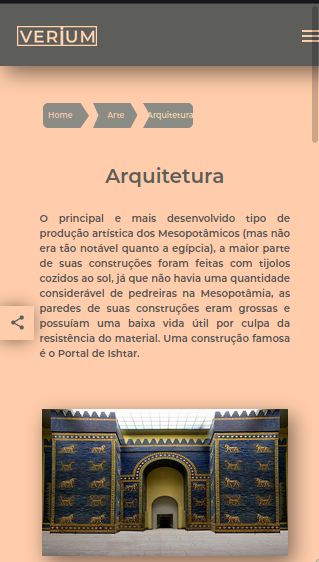 VERIUM
Home Arte Arquitetura
Arquitetura
O principal e mais desenvolvido tipo de
produção artística dos Mesopotâmicos (mas não
era tão notável quanto a egípcia), a maior parte
de suas construções foram feitas com tijolos
cozidos ao sol, já que não havia uma quantidade
considerável de pedreiras na Mesopotâmia, as
paredes de suas construções eram grossas e
possuíam uma baixa vida útil por culpa da
resistência do material. Uma construção famosa
é o Portal de Ishtar.